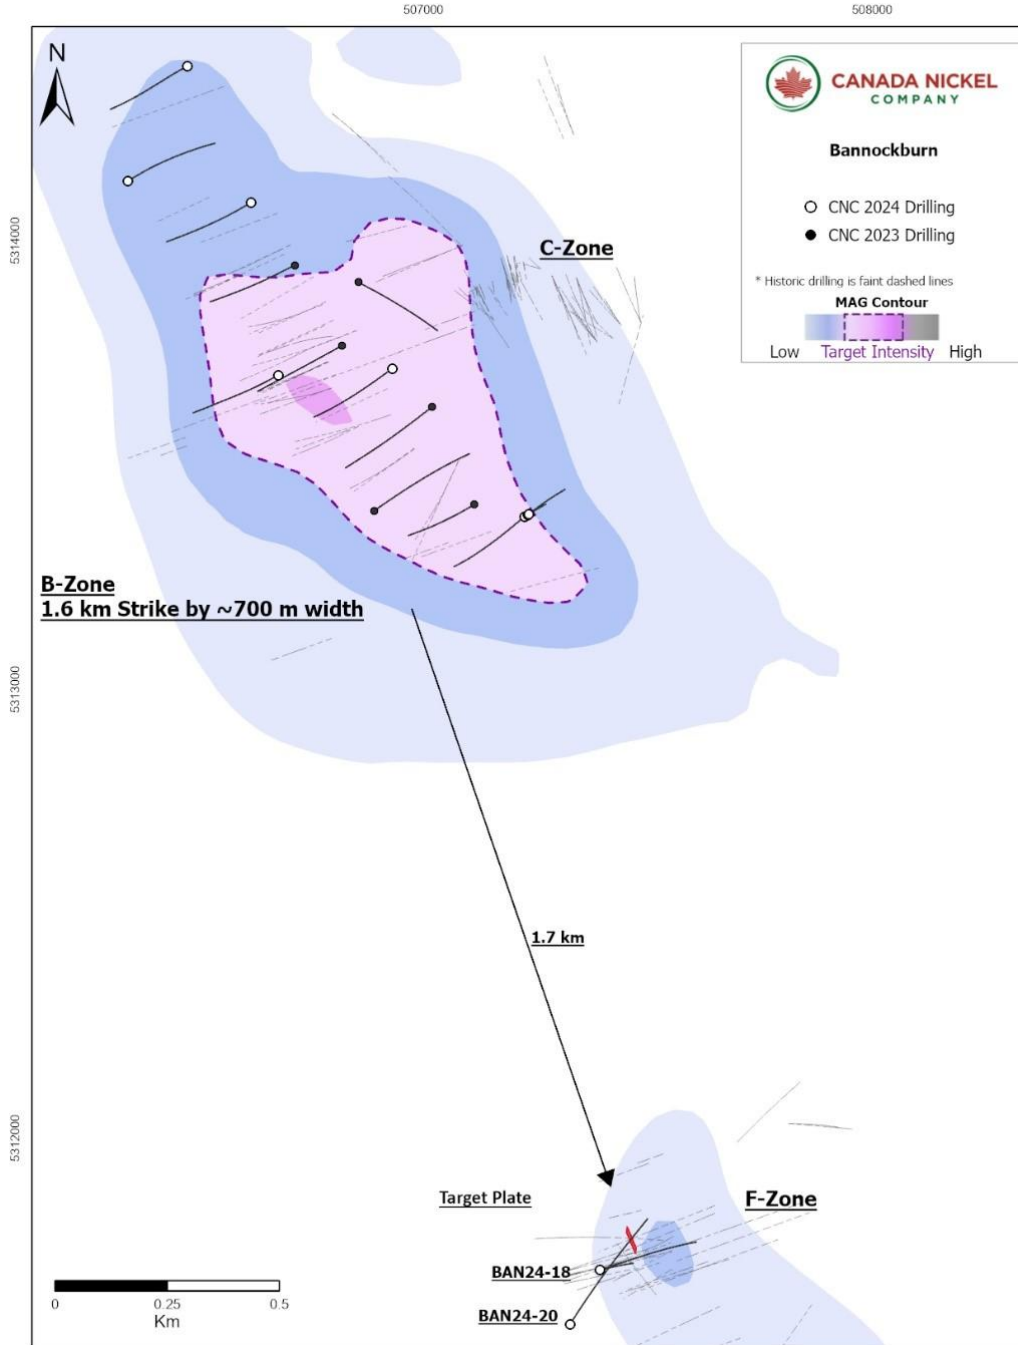 507000
508000
N
CANADA NICKEL
COMPANY
Bannockburn
CNC 2024 Drilling
CNC 2023 Drilling
* Historic drilling is faint dashed lines
MAG Contour
Low Target Intensity High
5314000
C-Zone
B-Zone
1.6 km Strike by ~700 m width
5313000
1.7 km
5312000
Target Plate
F-Zone
BAN24-18
BAN24-20
0 0.25 0.5
Km